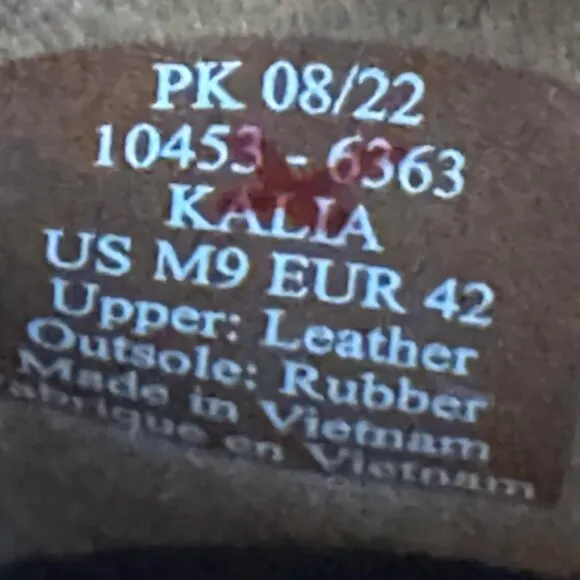 PK 08/22
10453 - 6363
KALIA
US M9 EUR 42
Upper: Leather
Outsole: Rubber
Made in Vietnam
abrique en Vietnam